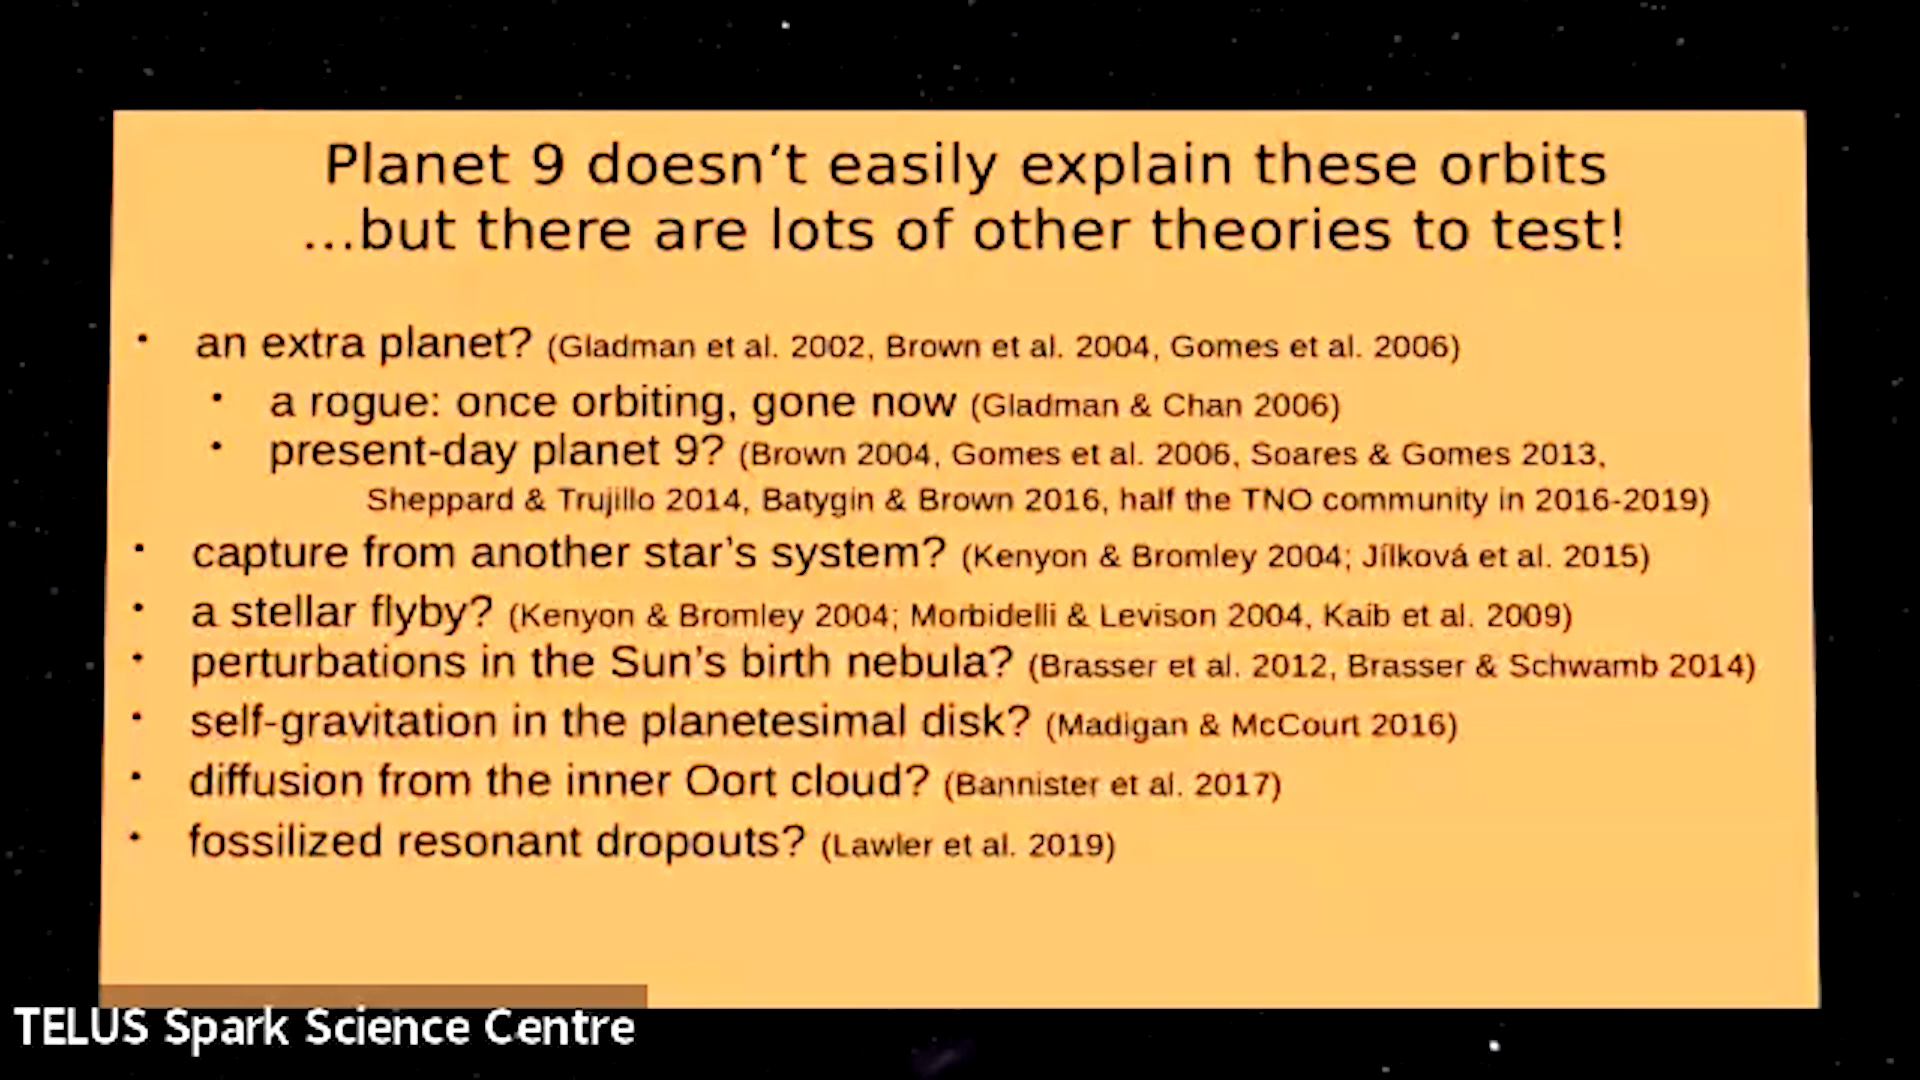 Planet 9 doesn’t easily explain these orbits
...but there are lots of other theories to test!
• an extra planet? (Gladman et al. 2002, Brown et al. 2004, Gomes et al. 2006)
• a rogue: once orbiting, gone now (Gladman & Chan 2006)
• present-day planet 9? (Brown 2004, Gomes et al. 2006, Soares & Gomes 2013,
Sheppard & Trujillo 2014, Batygin & Brown 2016, half the TNO community in 2016-2019)
• capture from another star’s system? (Kenyon & Bromley 2004; Jílková et al. 2015)
• a stellar flyby? (Kenyon & Bromley 2004; Morbidelli & Levison 2004, Kaib et al. 2009)
• perturbations in the Sun’s birth nebula? (Brasser et al. 2012, Brasser & Schwamb 2014)
• self-gravitation in the planetesimal disk? (Madigan & McCourt 2016)
• diffusion from the inner Oort cloud? (Bannister et al. 2017)
• fossilized resonant dropouts? (Lawler et al. 2019)
TELUS Spark Science Centre